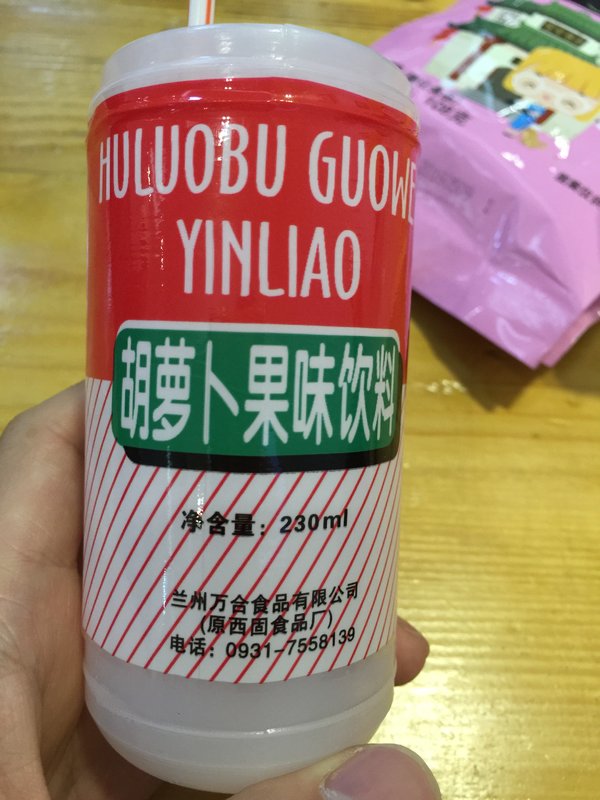 HULUOBU GUOWE
YINLIAO
胡萝卜果味饮料
净含量：230ml
兰州万合食品有限公司
(原西固食品厂)
电话：0931-7558139